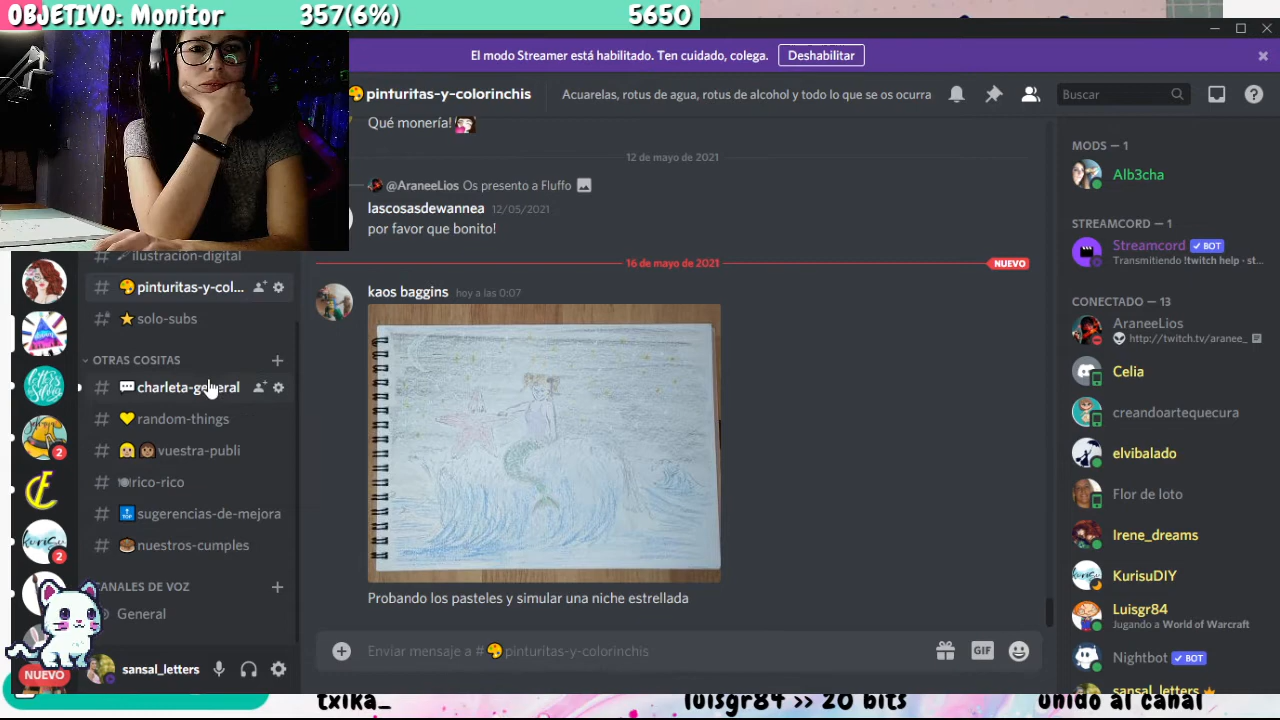 OBJETIVO: Monitor
357(6%)
5650
El modo Streamer está habilitado. Ten cuidado, colega.
Deshabilitar
pinturitas-y-colorinchis
Acuarelas, rotus de agua, rotus de alcohol y todo lo que se os ocurra
Buscar
Qué monería!
12 de mayo de 2021
@AraneeLios Os presento a Fluffo
lascosasdewannea 12/05/2021
por favor que bonito!
16 de mayo de 2021
NUEVO
kaos baggins hoy a las 0:07
Probando los pasteles y simular una niche estrellada
Enviar mensaje a # pinturitas-y-colorinchis
GIF
# ilustración-digital
# pinturitas-y-col...
# solo-subs
OTRAS COSITAS
# charleta-general
# random-things
# vuestra-publi
# rico-rico
# sugerencias-de-mejora
# nuestros-cumples
CANALES DE VOZ
General
sansal_letters
2
2
NUEVO
MODS — 1
Alb3cha
STREAMCORD — 1
Streamcord BOT
Transmitiendo !twitch help · st...
CONECTADO — 13
AraneeLios
http://twitch.tv/aranee_
Celia
creandoartequecura
elvibalado
Flor de loto
Irene_dreams
KurisuDIY
Luisgr84
Jugando a World of Warcraft
Nightbot BOT
sansal_letters
txika_
luisgr84 >> 20 bits
unido al canal